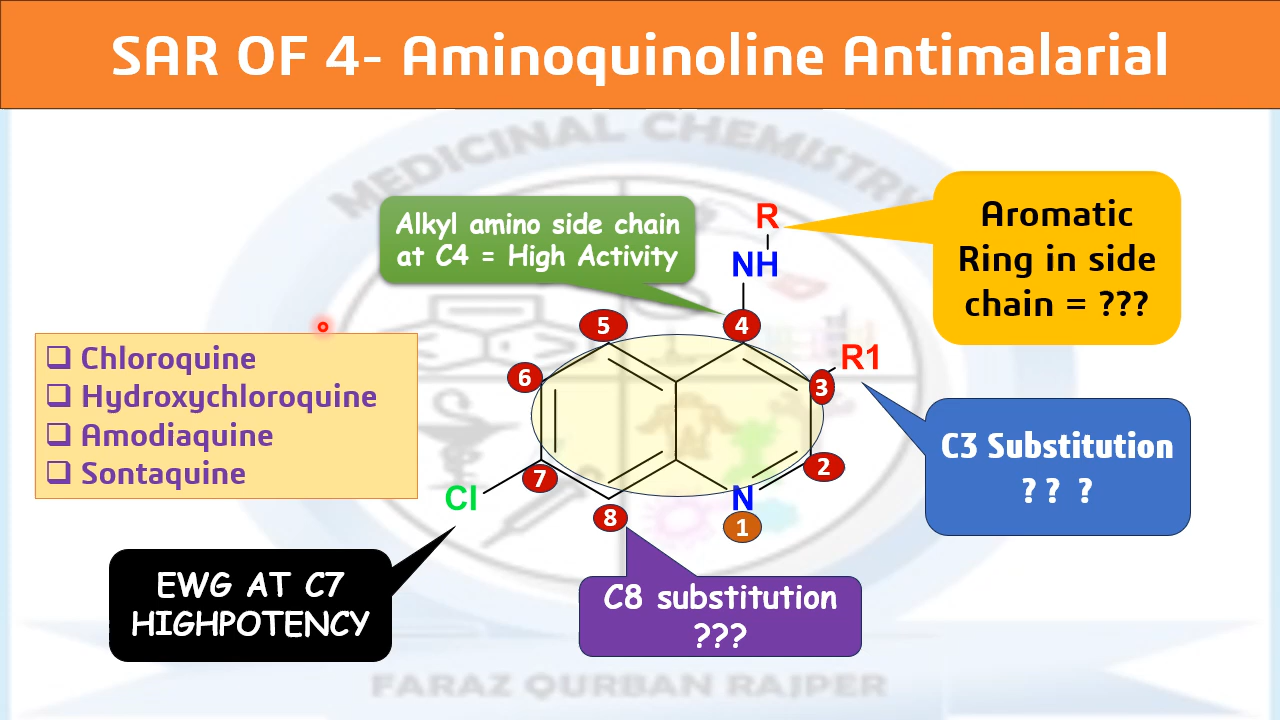 SAR OF 4- Aminoquinoline Antimalarial
MEDICINAL CHEMISTRY
Alkyl amino side chain
at C4 = High Activity
R
NH
Aromatic
Ring in side
chain = ???
5
4
R1
6
3
❑ Chloroquine
❑ Hydroxychloroquine
❑ Amodiaquine
❑ Sontaquine
C3 Substitution
? ? ?
7
2
Cl
N
8
1
EWG AT C7
HIGHPOTENCY
C8 substitution
???
FARAZ QURBAN RAJPER